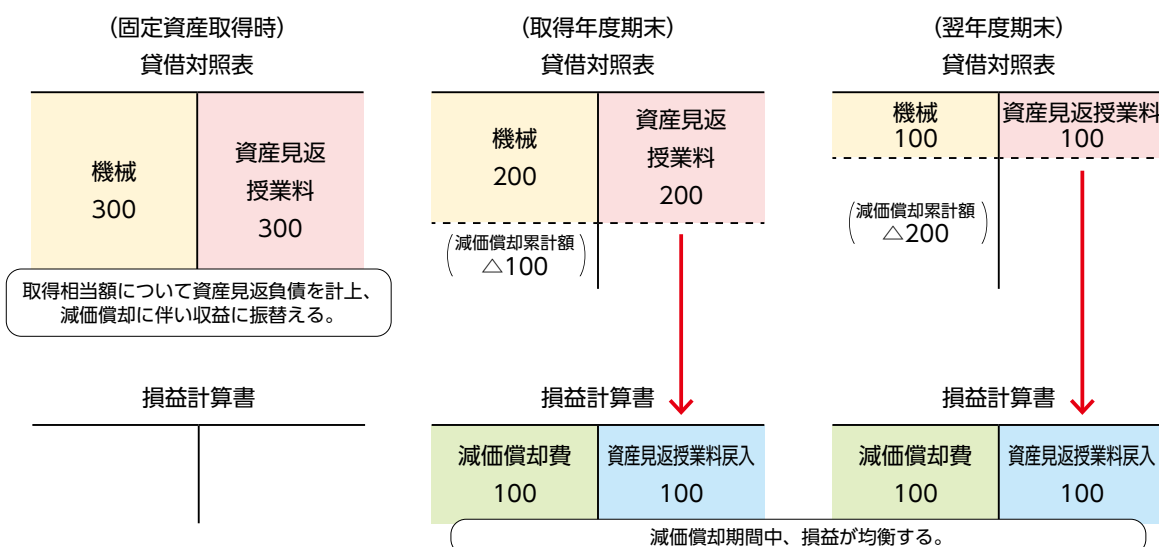 (固定資産取得時)
貸借対照表
機械
300
資産見返
授業料
300
取得相当額について資産見返負債を計上、
減価償却に伴い収益に振替える。
損益計算書
(取得年度期末)
貸借対照表
機械
200
資産見返
授業料
200
(減価償却累計額
△100)
損益計算書
減価償却費
100
資産見返授業料戻入
100
(翌年度期末)
貸借対照表
機械
100
資産見返授業料
100
(減価償却累計額
△200)
損益計算書
減価償却費
100
資産見返授業料戻入
100
減価償却期間中、損益が均衡する。